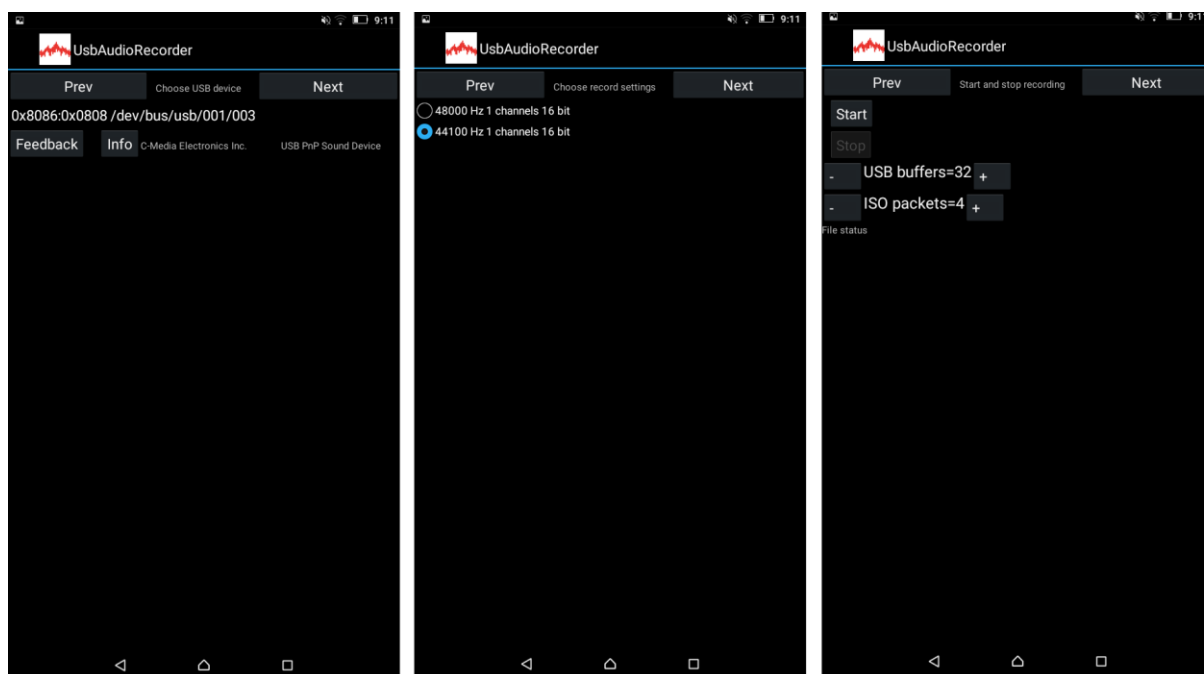 9:11
UsbAudioRecorder
Prev Choose USB device Next
0x8086:0x0808 /dev/bus/usb/001/003
Feedback Info C-Media Electronics Inc. USB PnP Sound Device
9:11
UsbAudioRecorder
Prev Choose record settings Next
48000 Hz 1 channels 16 bit
44100 Hz 1 channels 16 bit
9:11
UsbAudioRecorder
Prev Start and stop recording Next
Start
Stop
- USB buffers=32 +
- ISO packets=4 +
File status